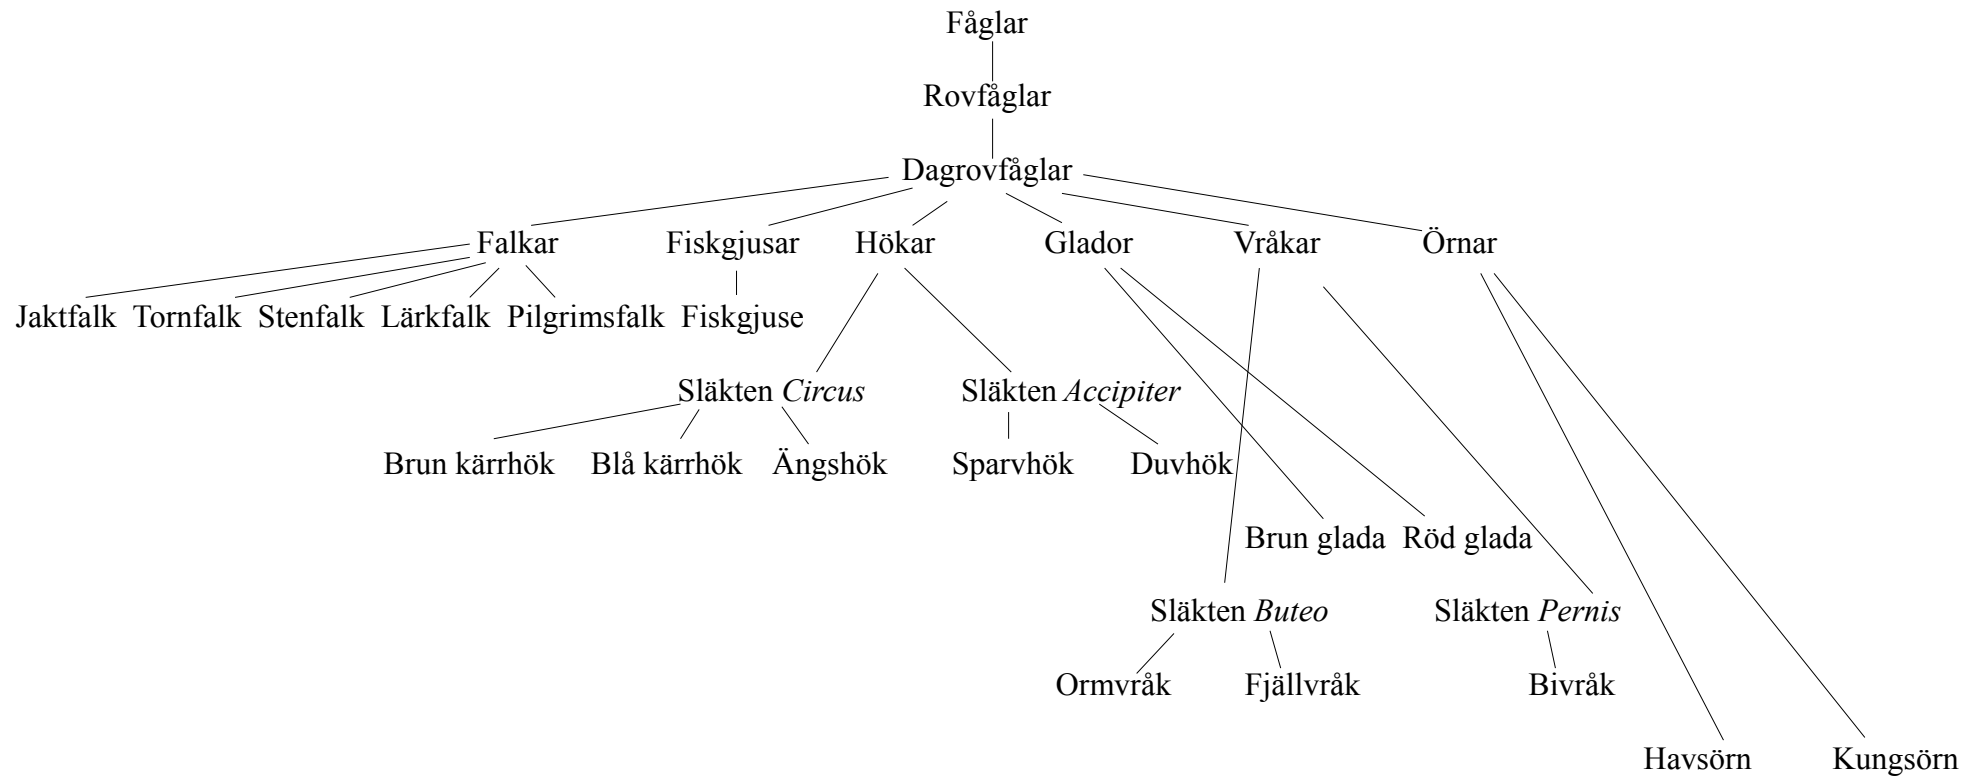 Fåglar
Rovfåglar
Dagrovfåglar
Falkar Fiskgjusar Hökar Glador Vråkar Örnar
Jaktfalk Tornfalk Stenfalk Lärkfalk Pilgrimsfalk Fiskgjuse
Släkten Circus Släkten Accipiter
Brun kärrhök Blå kärrhök Ängshök Sparvhök Duvhök
Brun glada Röd glada
Släkten Buteo Släkten Pernis
Ormvråk Fjällvråk Bivråk
Havsörn Kungsörn